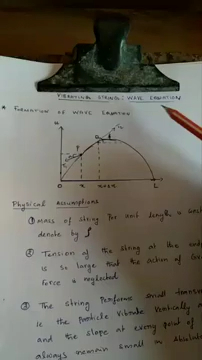 VIBRATING STRINGS: WAVE EQUATION
* FORMATION OF WAVE EQUATION
u
Q
P
O x x+δx L
Physical Assumptions
① Mass of string per unit length is
denote by ρ
② Tension of the string at the
is so large that the action of
force is neglected
③ The string performs small
is the particle vibrate vertically
and the slope at every point of
always remain small in absolute